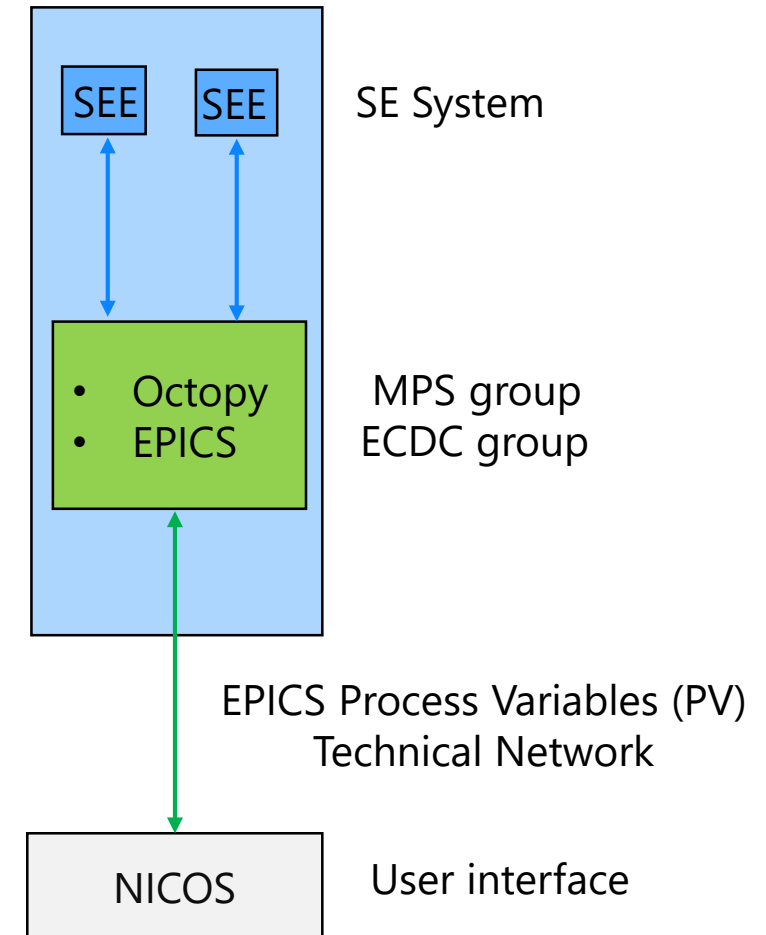 SEE SEE SE System
• Octopy
• EPICS
MPS group
ECDC group
EPICS Process Variables (PV)
Technical Network
NICOS
User interface